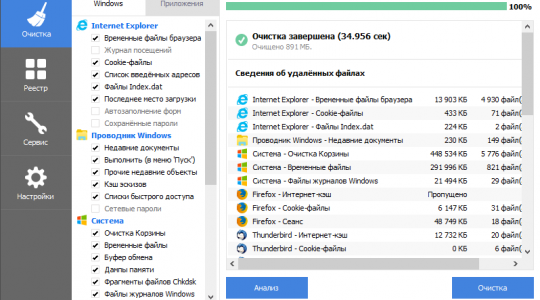 Windows
Приложения
100%
Очистка
Реестр
Сервис
Настройки
Internet Explorer
Временные файлы браузера
Журнал посещений
Cookie-файлы
Список введённых адресов
Файлы Index.dat
Последнее место загрузки
Автозаполнение форм
Сохранённые пароли
Проводник Windows
Недавние документы
Выполнить (в меню 'Пуск')
Прочие недавние объекты
Кэш эскизов
Списки быстрого доступа
Сетевые пароли
Система
Очистка Корзины
Временные файлы
Буфер обмена
Дампы памяти
Фрагменты файлов Chkdsk
Файлы журналов Windows
Очистка завершена (34.956 сек)
Очищено 891 МБ.
Сведения об удалённых файлах
Internet Explorer - Временные файлы браузера 13 903 КБ 4 930 файл(
Internet Explorer - Cookie-файлы 433 КБ 71 файл(
Internet Explorer - Файлы Index.dat 224 КБ 2 файл(
Проводник Windows - Недавние документы 230 КБ 149 файл(
Система - Очистка Корзины 448 534 КБ 5 776 файл(
Система - Временные файлы 291 996 КБ 821 файл(
Система - Файлы журналов Windows 21 494 КБ 29 файл(
Firefox - Интернет-кэш Пропущено
Firefox - Cookie-файлы 6 147 КБ 31 файл(
Firefox - Сеанс 48 749 КБ 18 файл(
Thunderbird - Интернет-кэш 12 732 КБ 20 файл(
Thunderbird - Cookie-файлы 0 КБ 6 файл(
Анализ
Очистка